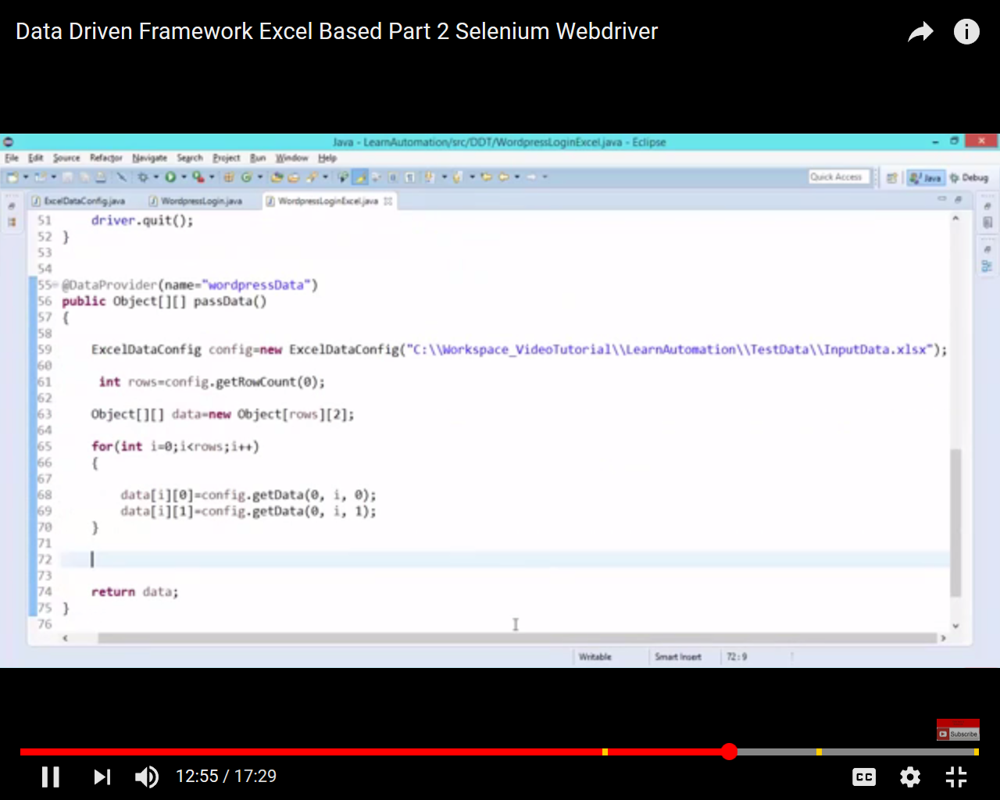 Data Driven Framework Excel Based Part 2 Selenium Webdriver
Java - LearnAutomation/src/DDT/WordpressLoginExcel.java - Eclipse
File Edit Source Refactor Navigate Search Project Run Window Help
Quick Access Java Debug
ExcelDataConfig.java WordpressLogin.java WordpressLoginExcel.java
51 driver.quit();
52 }
53
54
55 @DataProvider(name="wordpressData")
56 public Object[][] passData()
57 {
58
59 ExcelDataConfig config=new ExcelDataConfig("C:\\Workspace_VideoTutorial\\LearnAutomation\\TestData\\InputData.xlsx");
60
61 int rows=config.getRowCount(0);
62
63 Object[][] data=new Object[rows][2];
64
65 for(int i=0;i<rows;i++)
66 {
67
68 data[i][0]=config.getData(0, i, 0);
69 data[i][1]=config.getData(0, i, 1);
70 }
71
72
73
74 return data;
75 }
76
Writable Smart Insert 72:9
Subscribe
12:55 / 17:29 CC